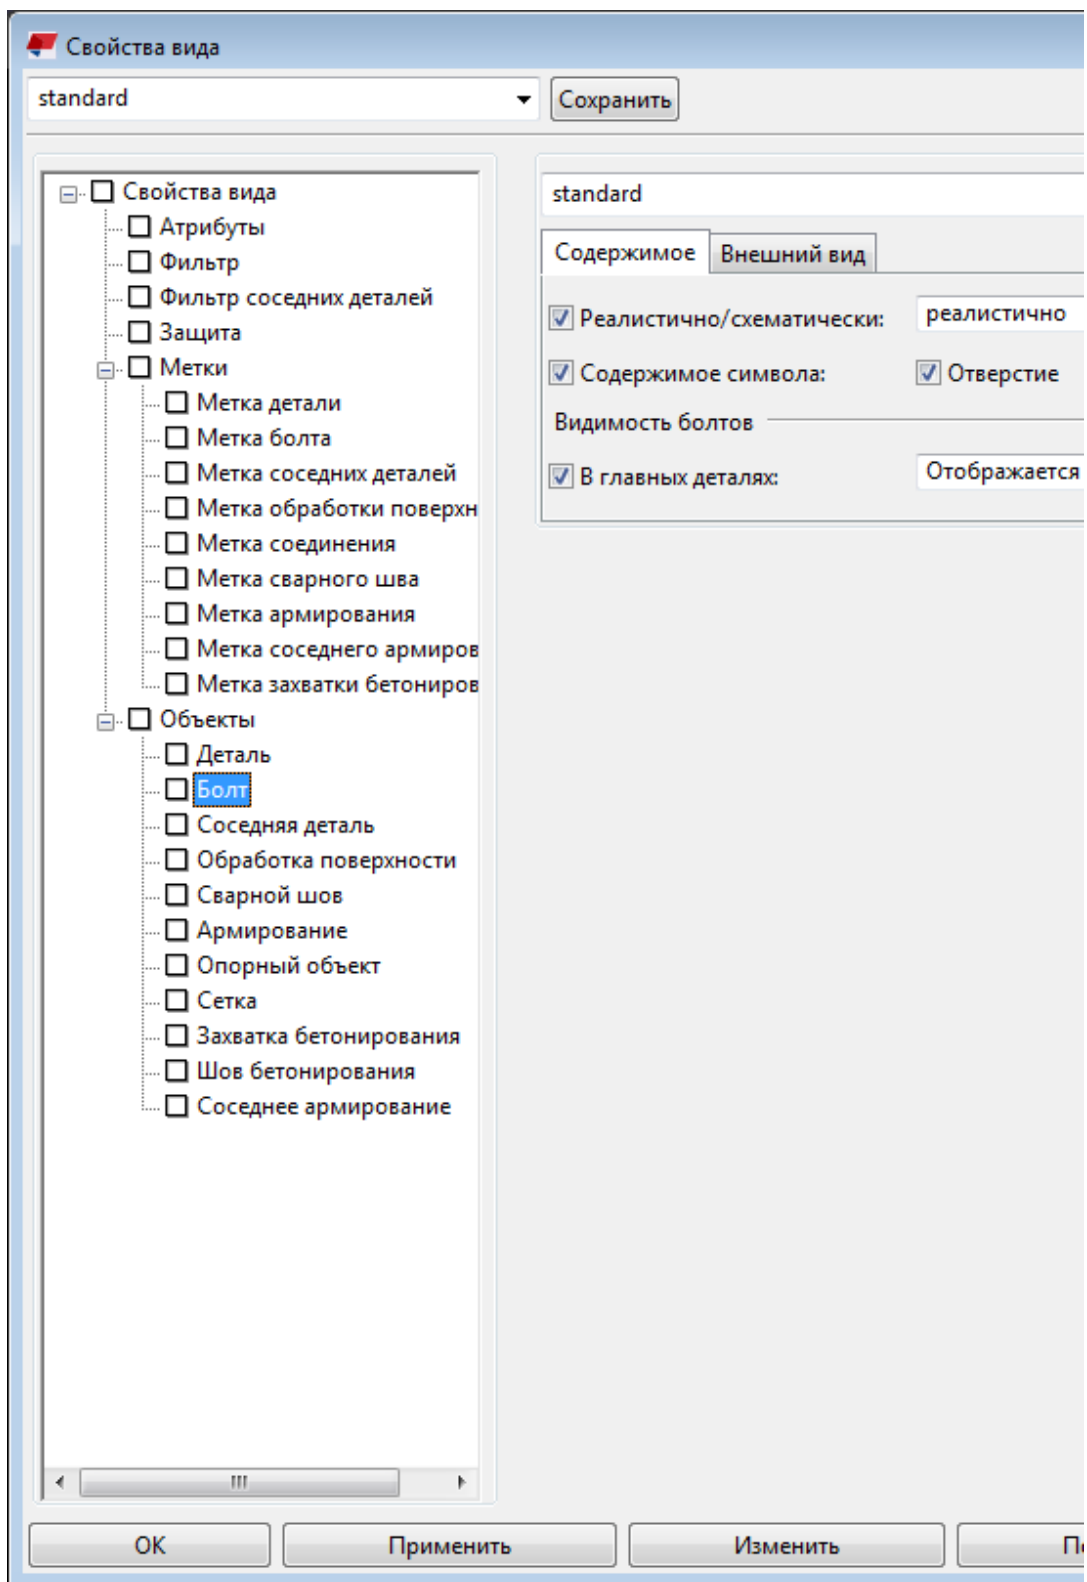 Свойства вида
standard
Сохранить
Свойства вида
Атрибуты
Фильтр
Фильтр соседних деталей
Защита
Метки
Метка детали
Метка болта
Метка соседних деталей
Метка обработки поверхн
Метка соединения
Метка сварного шва
Метка армирования
Метка соседнего армиров
Метка захватки бетониров
Объекты
Деталь
Болт
Соседняя деталь
Обработка поверхности
Сварной шов
Армирование
Опорный объект
Сетка
Захватка бетонирования
Шов бетонирования
Соседнее армирование
standard
Содержимое Внешний вид
Реалистично/схематически: реалистично
Содержимое символа: Отверстие
Видимость болтов
В главных деталях: Отображается
ОК Применить Изменить